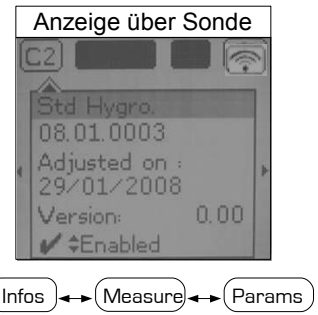 Anzeige über Sonde
C2
Std Hygro.
08.01.0003
Adjusted on :
29/01/2008
Version: 0.00
✔ Enabled
Infos Measure Params